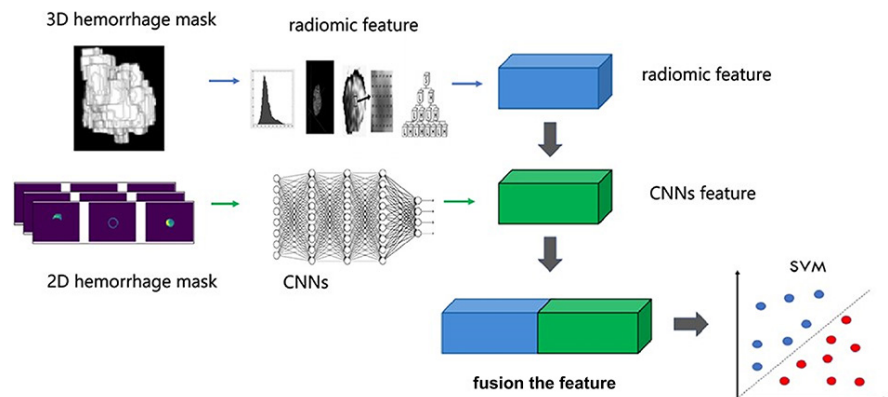 3D hemorrhage mask
radiomic feature
radiomic feature
CNNs feature
2D hemorrhage mask
CNNs
SVM
fusion the feature